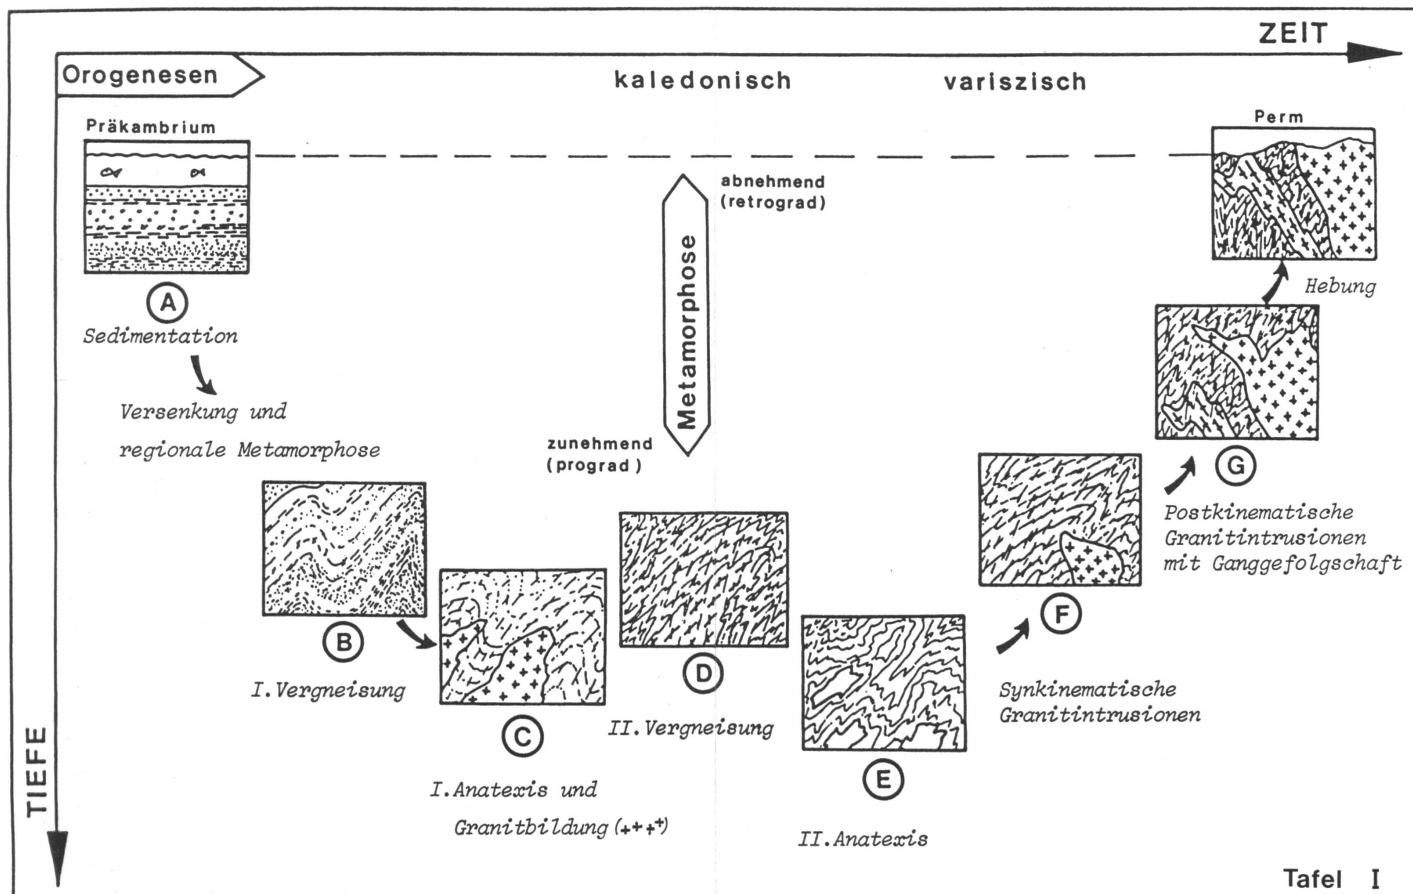 ZEIT
Orogenesen
kaledonisch
variszisch
Präkambrium
Perm
abnehmend
(retrograd)
Metamorphose
zunehmend
(prograd)
A
Sedimentation
Versenkung und
regionale Metamorphose
B
I.Vergneisung
C
I.Anatexis und
Granitbildung (++++)
D
II.Vergneisung
E
II.Anatexis
F
Synkinematische
Granitintrusionen
G
Postkinematische
Granitintrusionen
mit Ganggefolgschaft
Hebung
TIEFE
Tafel I